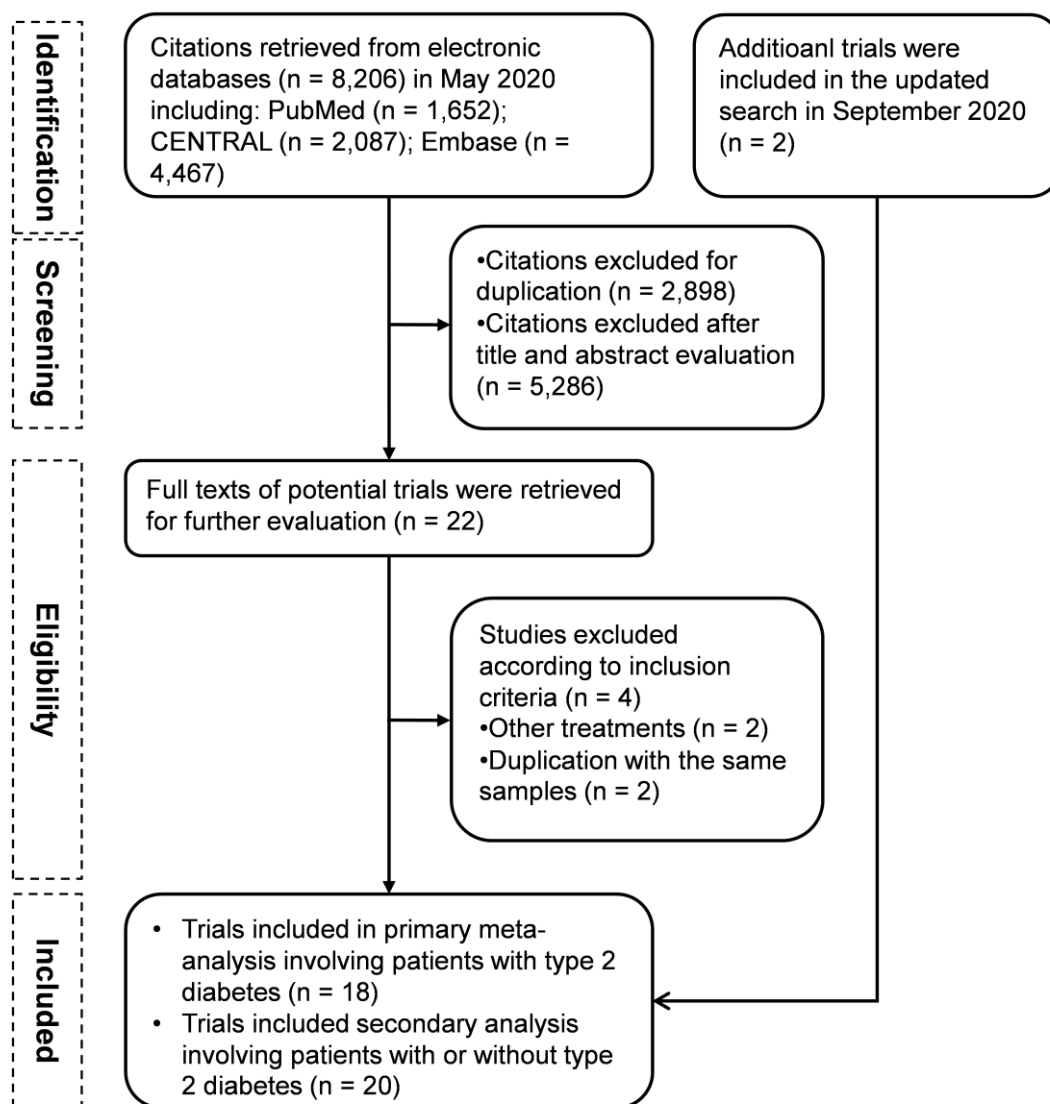 Identification
Citations retrieved from electronic
databases (n = 8,206) in May 2020
including: PubMed (n = 1,652);
CENTRAL (n = 2,087); Embase (n =
4,467)
Additioanl trials were
included in the updated
search in September 2020
(n = 2)
Screening
•Citations excluded for
duplication (n = 2,898)
•Citations excluded after
title and abstract evaluation
(n = 5,286)
Eligibility
Full texts of potential trials were retrieved
for further evaluation (n = 22)
Studies excluded
according to inclusion
criteria (n = 4)
•Other treatments (n = 2)
•Duplication with the same
samples (n = 2)
Included
• Trials included in primary meta-
analysis involving patients with type 2
diabetes (n = 18)
• Trials included secondary analysis
involving patients with or without type
2 diabetes (n = 20)